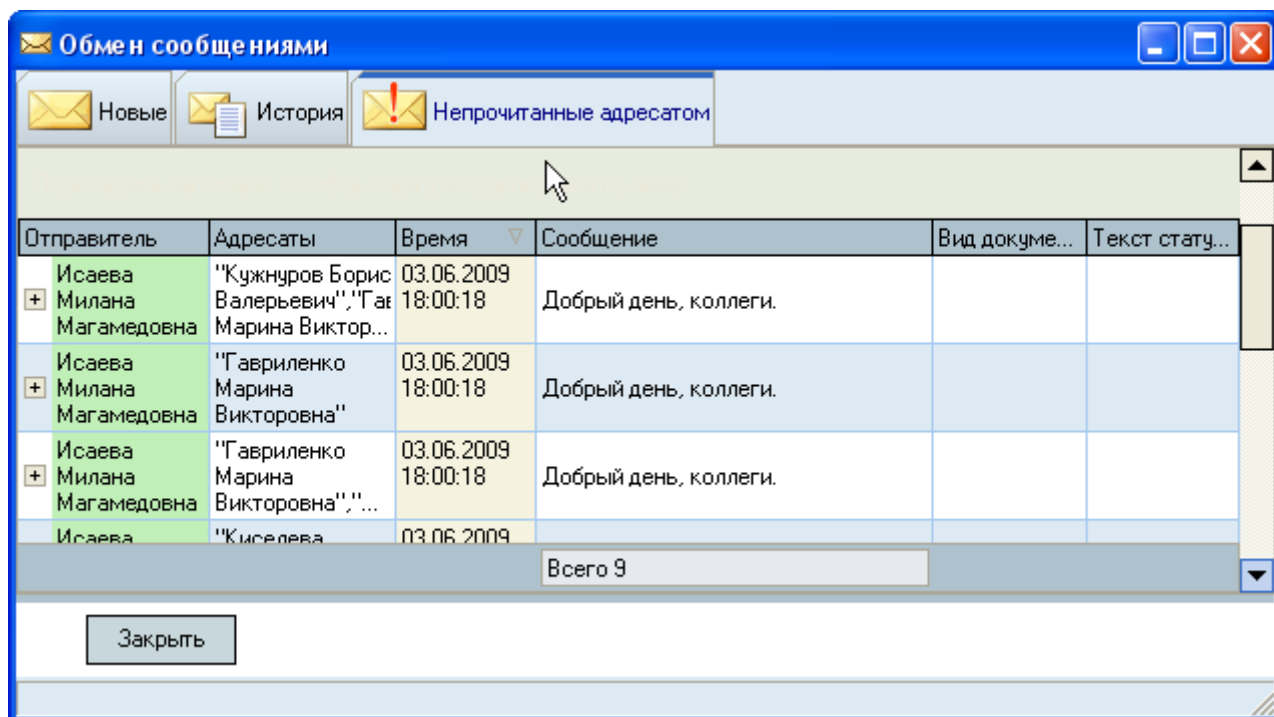 Обмен сообщениями
Новые История Непрочитанные адресатом
Отправитель Адресаты Время Сообщение Вид докуме... Текст стату...
Исаева "Кужнуров Борис 03.06.2009
Милана Валерьевич","Гав 18:00:18 Добрый день, коллеги.
Магамедовна Марина Виктор...
Исаева "Гавриленко 03.06.2009
Милана Марина 18:00:18 Добрый день, коллеги.
Магамедовна Викторовна"
Исаева "Гавриленко 03.06.2009
Милана Марина 18:00:18 Добрый день, коллеги.
Магамедовна Викторовна","...
Исаева "Киселева 03.06.2009
Всего 9
Закрыть